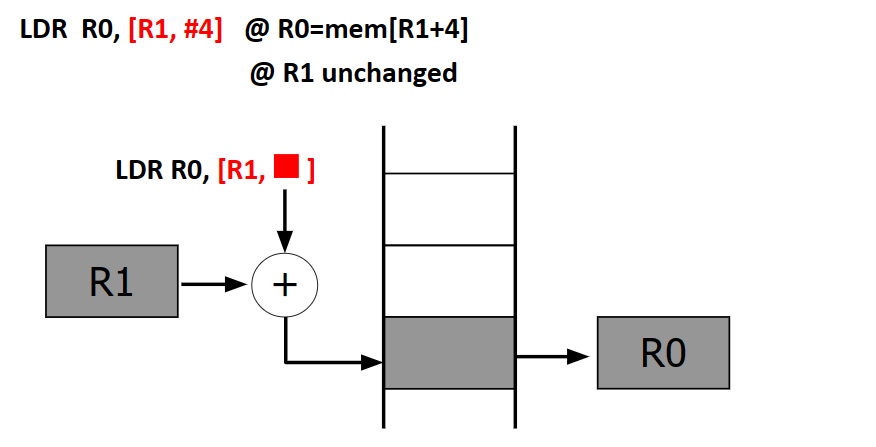 LDR R0, [R1, #4] @ R0=mem[R1+4]
@ R1 unchanged
LDR R0, [R1, ■ ]
R1
+
R0